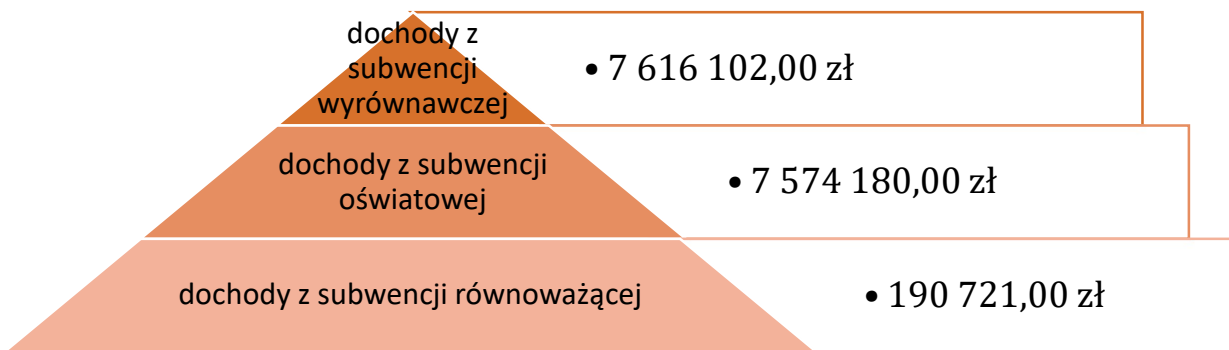 dochody z
subwencji
wyrównawczej
• 7 616 102,00 zł
dochody z subwencji
oświatowej
• 7 574 180,00 zł
dochody z subwencji równoważącej
• 190 721,00 zł